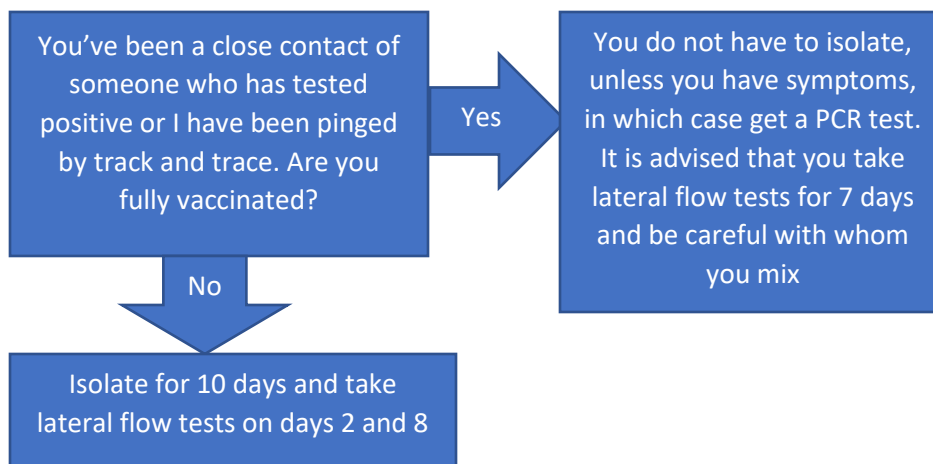 You’ve been a close contact of
someone who has tested
positive or I have been pinged
by track and trace. Are you
fully vaccinated?
Yes
You do not have to isolate,
unless you have symptoms,
in which case get a PCR test.
It is advised that you take
lateral flow tests for 7 days
and be careful with whom
you mix
No
Isolate for 10 days and take
lateral flow tests on days 2 and 8